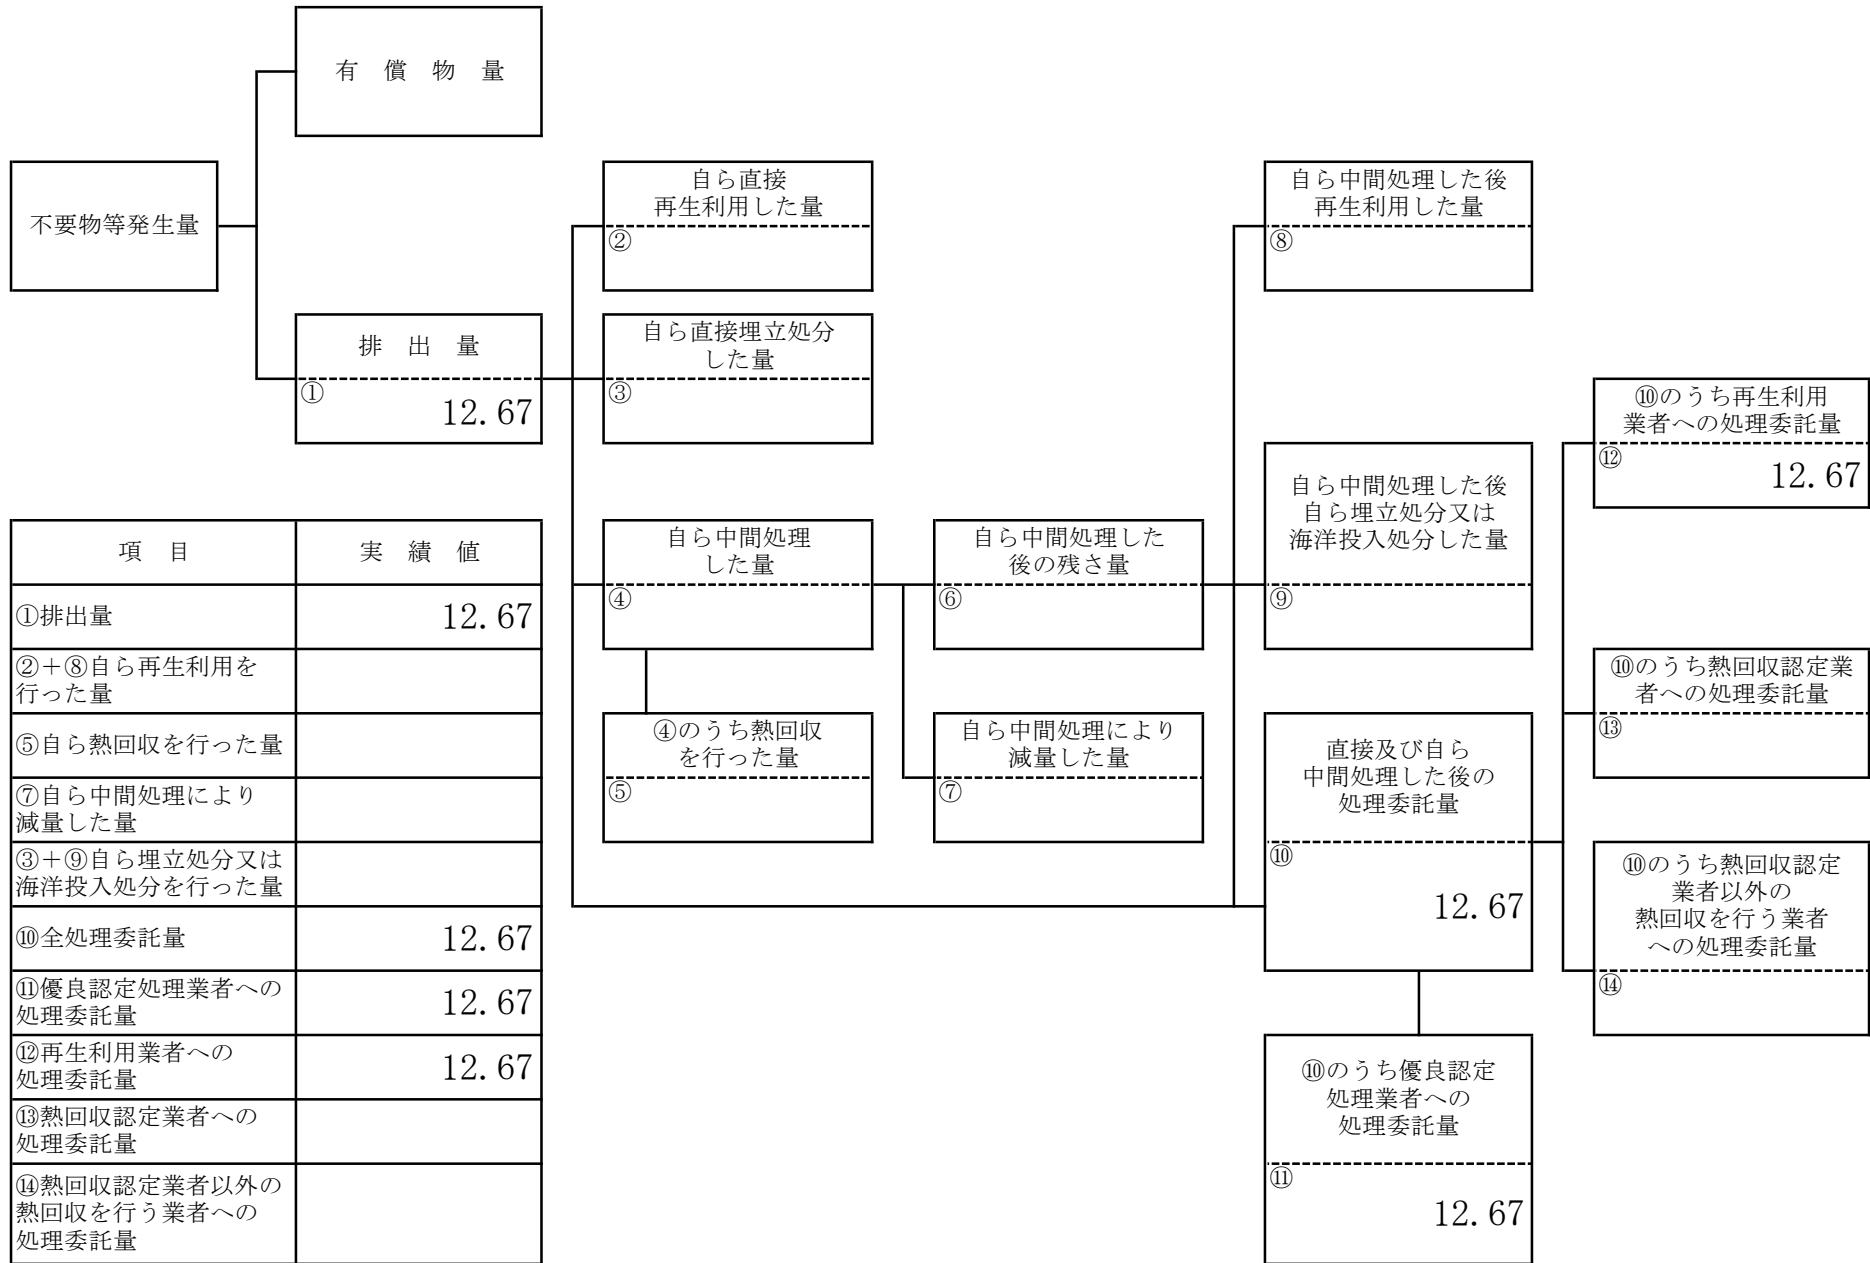 有　償　物　量
不要物等発生量
排　出　量
①
12.67
自ら直接
再生利用した量
②
自ら直接埋立処分
した量
③
自ら中間処理
した量
④
④のうち熱回収
を行った量
⑤
自ら中間処理した
後の残さ量
⑥
自ら中間処理により
減量した量
⑦
自ら中間処理した後
再生利用した量
⑧
自ら中間処理した後
自ら埋立処分又は
海洋投入処分した量
⑨
直接及び自ら
中間処理した後の
処理委託量
⑩
12.67
⑩のうち優良認定
処理業者への
処理委託量
⑪
12.67
⑩のうち再生利用
業者への処理委託量
⑫
12.67
⑩のうち熱回収認定業
者への処理委託量
⑬
⑩のうち熱回収認定
業者以外の
熱回収を行う業者
への処理委託量
⑭
項　目　実　績　値
①排出量　12.67
②＋⑧自ら再生利用を
行った量
⑤自ら熱回収を行った量
⑦自ら中間処理により
減量した量
③＋⑨自ら埋立処分又は
海洋投入処分を行った量
⑩全処理委託量　12.67
⑪優良認定処理業者への
処理委託量　12.67
⑫再生利用業者への
処理委託量　12.67
⑬熱回収認定業者への
処理委託量
⑭熱回収認定業者以外の
熱回収を行う業者への
処理委託量